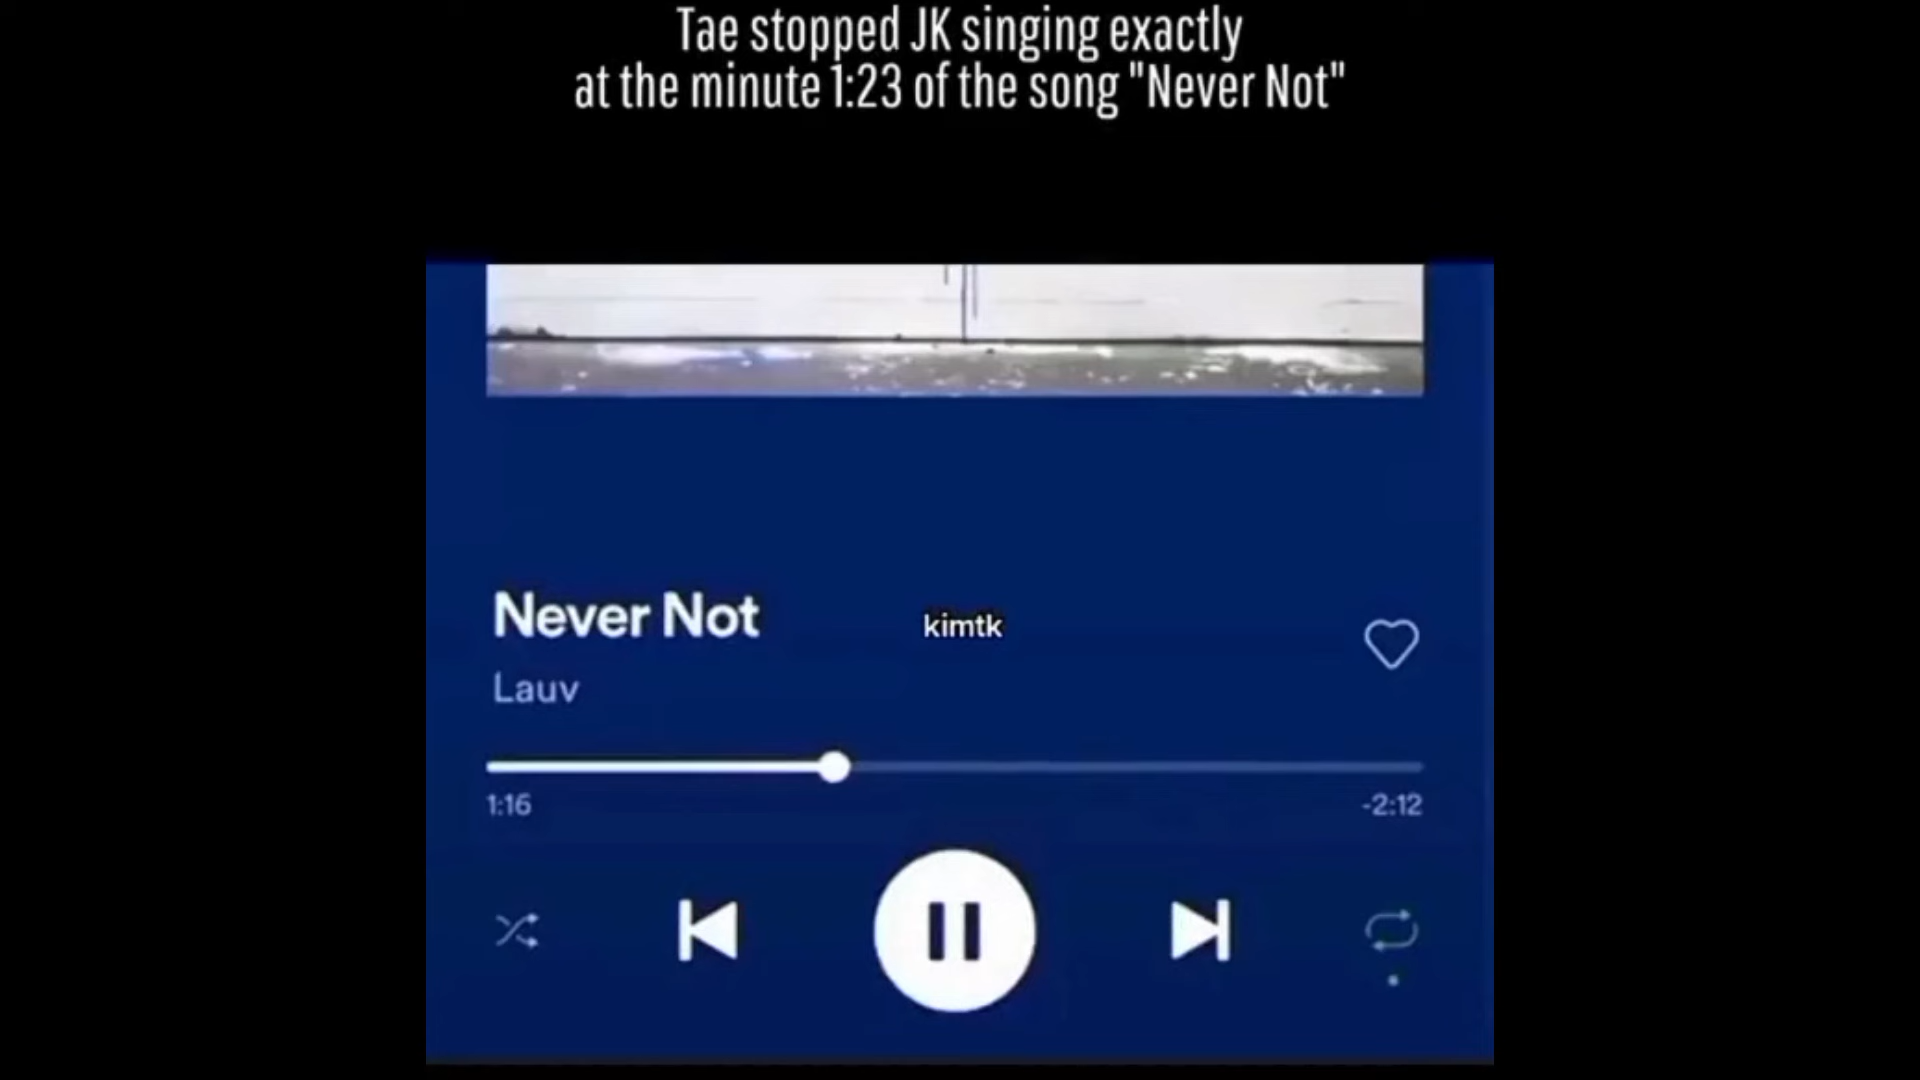 Tae stopped JK singing exactly
at the minute 1:23 of the song "Never Not"
Never Not
kimtk
Lauv
1:16
-2:12